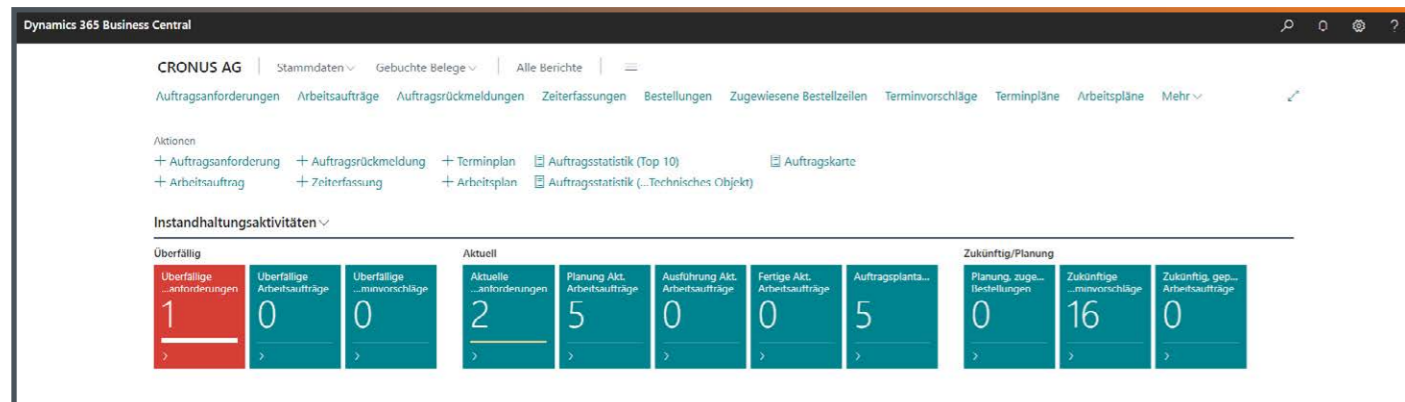 Dynamics 365 Business Central
?
CRONUS AG Stammdaten Gebuchte Belege Alle Berichte
Auftragsanforderungen Arbeitsaufträge Auftragsrückmeldungen Zeiterfassungen Bestellungen Zugewiesene Bestellzeilen Terminvorschläge Terminpläne Arbeitspläne Mehr
Aktionen
+ Auftragsanforderung + Auftragsrückmeldung + Terminplan Auftragsstatistik (Top 10) Auftragskarte
+ Arbeitsauftrag + Zeiterfassung + Arbeitsplan Auftragsstatistik (...Technisches Objekt)
Instandhaltungsaktivitäten
Überfällig
Überfällige
...anforderungen
1
Überfällige
Arbeitsaufträge
0
Überfällige
...minvorschläge
0
Aktuell
Aktuelle
...anforderungen
2
Planung Akt.
Arbeitsaufträge
5
Ausführung Akt.
Arbeitsaufträge
0
Fertige Akt.
Arbeitsaufträge
0
Auftragsplanta...
5
Zukünftig/Planung
Planung, zuge...
Bestellungen
0
Zukünftige
...minvorschläge
16
Zukünftig, gep...
Arbeitsaufträge
0